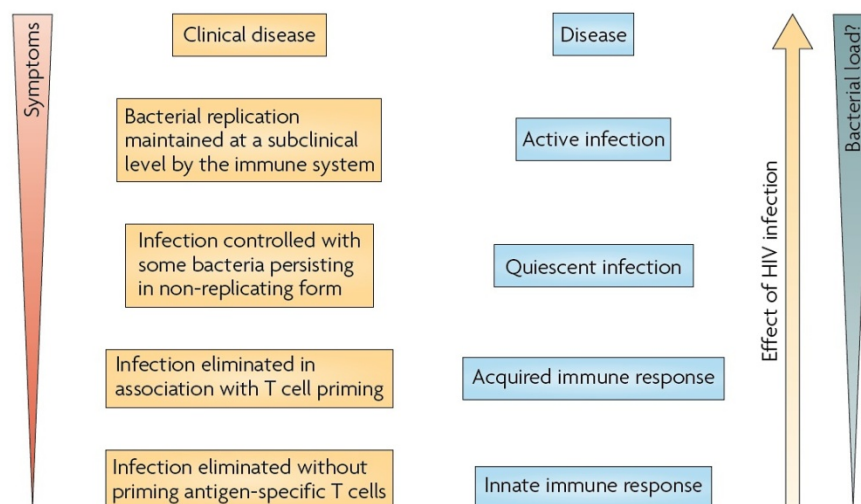 Symptoms
Clinical disease
Disease
Bacterial replication
maintained at a subclinical
level by the immune system
Active infection
Infection controlled with
some bacteria persisting
in non-replicating form
Quiescent infection
Infection eliminated in
association with T cell priming
Acquired immune response
Infection eliminated without
priming antigen-specific T cells
Innate immune response
Effect of HIV infection
Bacterial load?